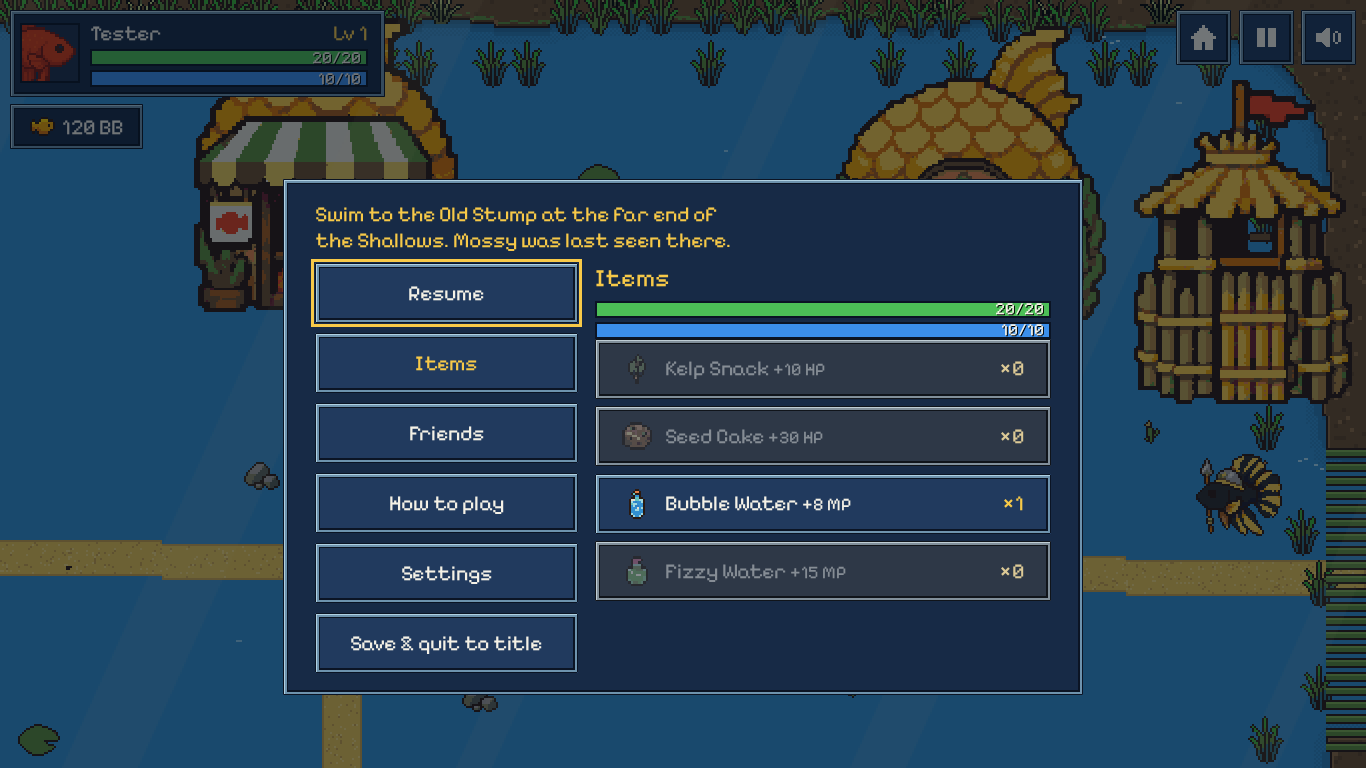 Tester Lv 1
20/20
10/10
120 BB
Swim to the Old Stump at the far end of
the Shallows. Mossy was last seen there.
Resume
Items
Friends
How to play
Settings
Save & quit to title
Items
20/20
10/10
Kelp Snack +10 HP ×0
Seed Cake +30 HP ×0
Bubble Water +8 MP ×1
Fizzy Water +15 MP ×0